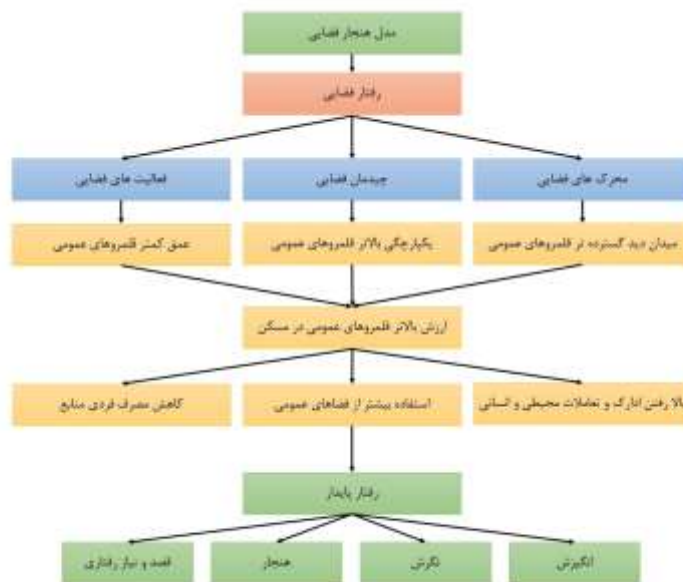 مدل هنجار فضایی
رفتار فضایی
محرک های فضایی
چیدمان فضایی
فعالیت های فضایی
میدان دید گسترده تر قلمروهای عمومی
یکپارچگی بالاتر قلمروهای عمومی
عمق کمتر قلمروهای عمومی
ارزش بالاتر قلمروهای عمومی در مسکن
بالا رفتن ادارک و تعاملات محیطی و انسانی
استفاده بیشتر از فضاهای عمومی
کاهش مصرف فردی منابع
رفتار پایدار
انگیزش
نگرش
هنجار
قصد و نیاز رفتاری